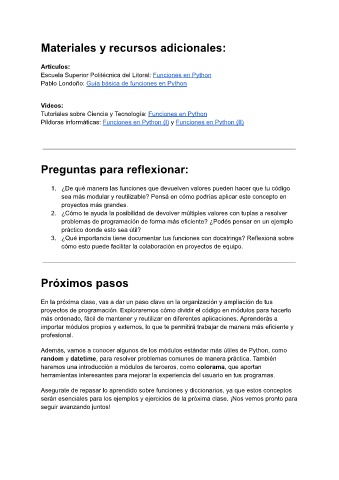 Materiales y recursos adicionales:
Artículos:
Escuela Superior Politécnica del Litoral: Funciones en Python
Pablo Londoño: Guía básica de funciones en Python
Videos:
Tutoriales sobre Ciencia y Tecnología: Funciones en Python
Píldoras informáticas: Funciones en Python (I) y Funciones en Python (II)
Preguntas para reflexionar:
1. ¿De qué manera las funciones que devuelven valores pueden hacer que tu código
sea más modular y reutilizable? Pensá en cómo podrías aplicar este concepto en
proyectos más grandes.
2. ¿Cómo te ayuda la posibilidad de devolver múltiples valores con tuplas a resolver
problemas de programación de forma más eficiente? ¿Podés pensar en un ejemplo
práctico donde esto sea útil?
3. ¿Qué importancia tiene documentar tus funciones con docstrings? Reflexioná sobre
cómo esto puede facilitar la colaboración en proyectos de equipo.
Próximos pasos
En la próxima clase, vas a dar un paso clave en la organización y ampliación de tus
proyectos de programación. Exploraremos cómo dividir el código en módulos para hacerlo
más ordenado, fácil de mantener y reutilizar en diferentes aplicaciones. Aprenderás a
importar módulos propios y externos, lo que te permitirá trabajar de manera más eficiente y
profesional.
Además, vamos a conocer algunos de los módulos estándar más útiles de Python, como
random y datetime, para resolver problemas comunes de manera práctica. También
haremos una introducción a módulos de terceros, como colorama, que aportan
herramientas interesantes para mejorar la experiencia del usuario en tus programas.
Asegurate de repasar lo aprendido sobre funciones y diccionarios, ya que estos conceptos
serán esenciales para los ejemplos y ejercicios de la próxima clase. ¡Nos vemos pronto para
seguir avanzando juntos!